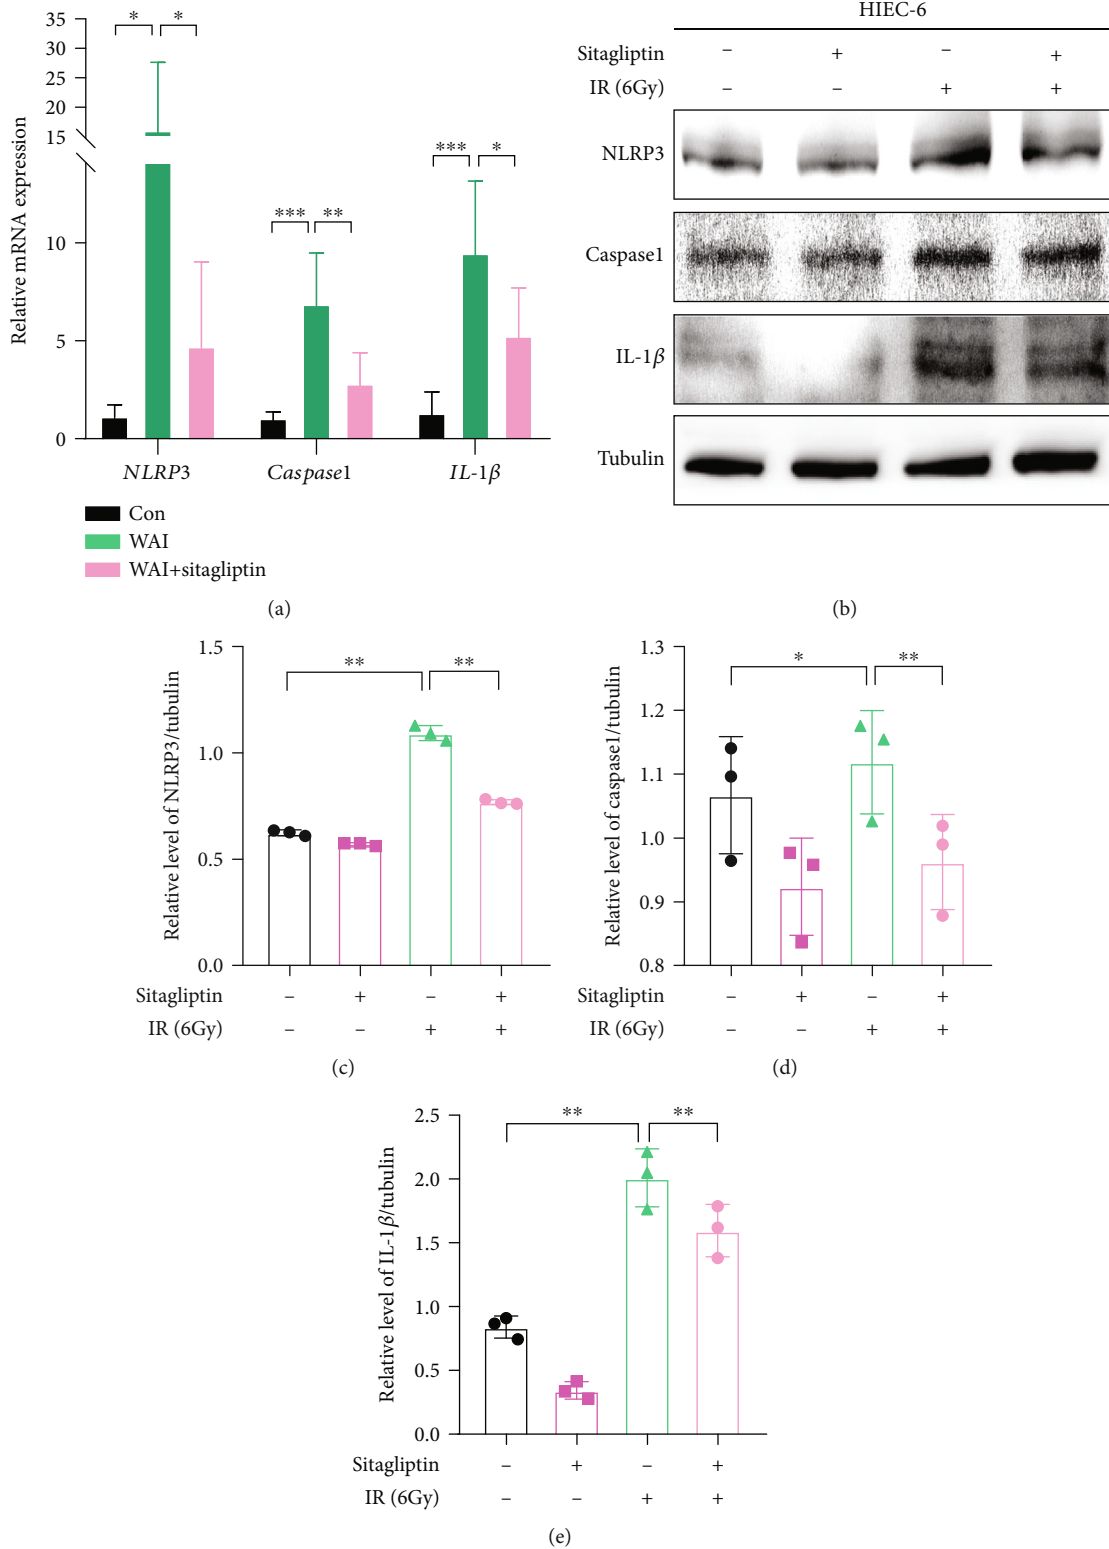 35
30
25
20
15
10
5
0
Relative mRNA expression
* *
*** **
*** *
NLRP3 Caspase1 IL-1β
Con
WAI
WAI+sitagliptin
(a)
HIEC-6
Sitagliptin – + – +
IR (6Gy) – – + +
NLRP3
Caspase1
IL-1β
Tubulin
(b)
1.5
1.0
0.5
0.0
Relative level of NLRP3/tubulin
** **
Sitagliptin – + – +
IR (6Gy) – – + +
(c)
1.3
1.2
1.1
1.0
0.9
0.8
Relative level of caspase1/tubulin
* **
– + – +
– – + +
(d)
2.5
2.0
1.5
1.0
0.5
0.0
Relative level of IL-1β/tubulin
** **
Sitagliptin – + – +
IR (6Gy) – – + +
(e)